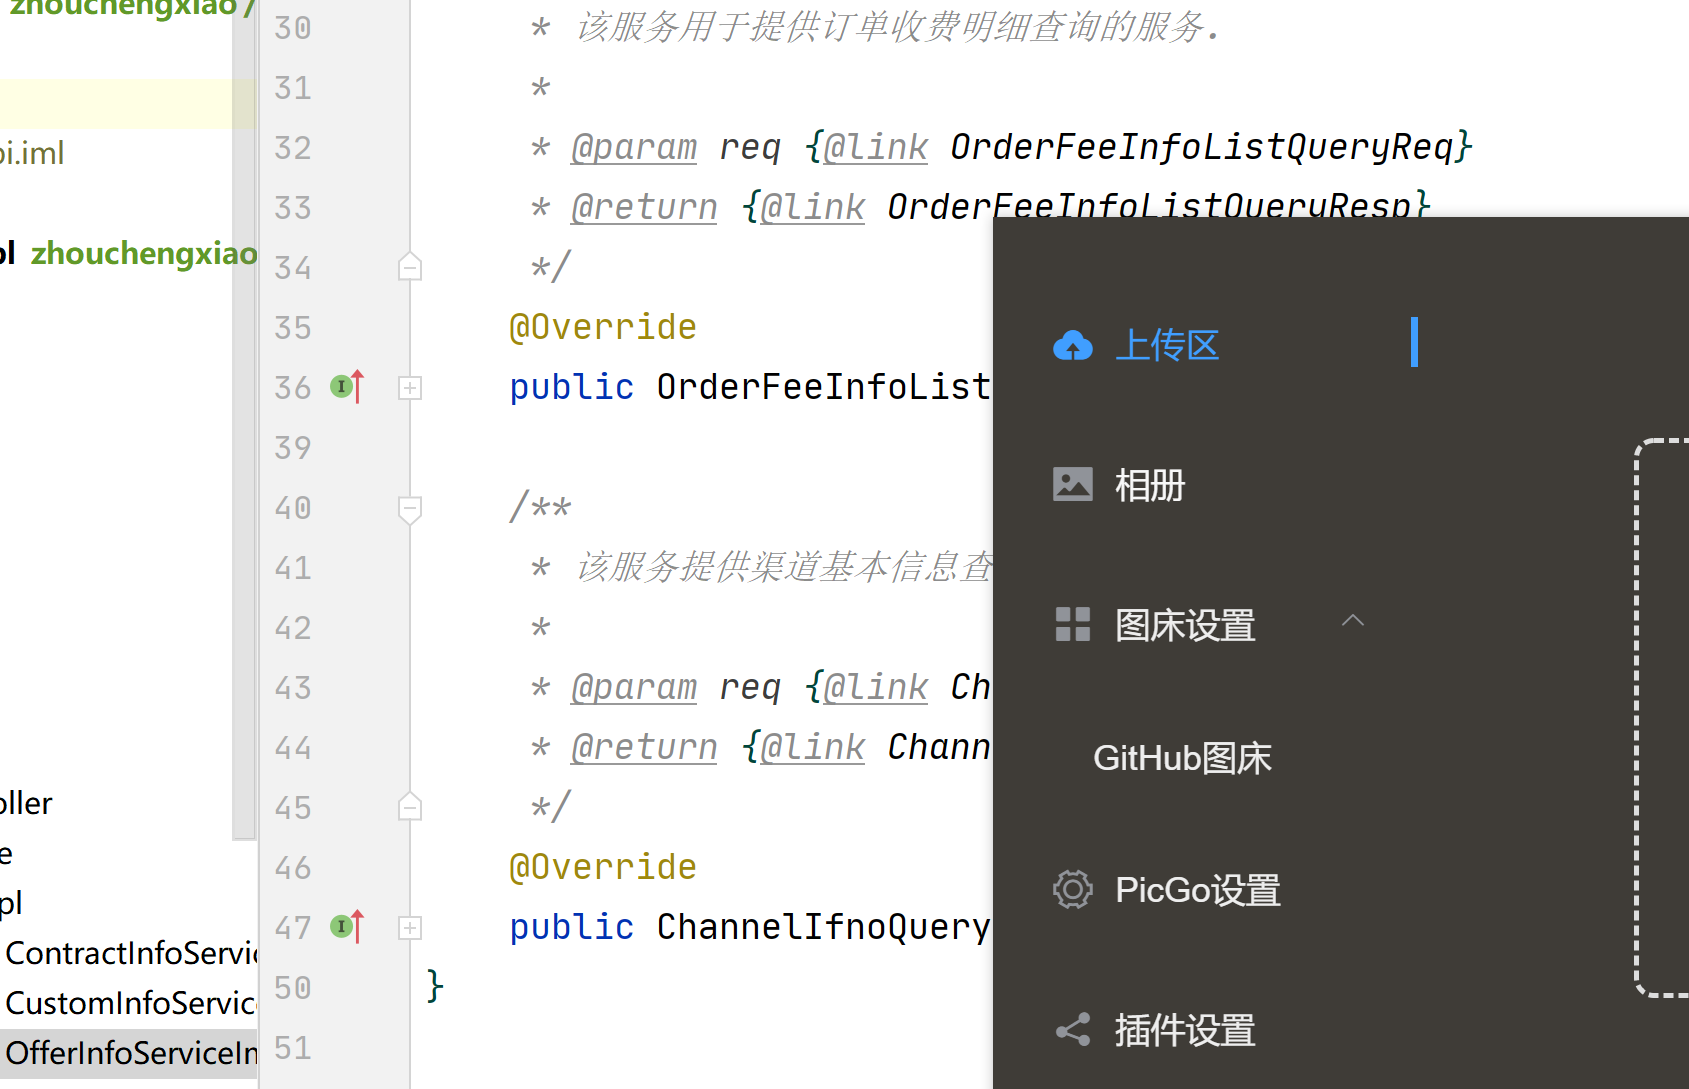 zhouchengxiao/
pi.iml
pl zhouchengxiao
oller
e
pl
ContractInfoServic
CustomInfoService
OfferInfoServiceIm
30 * 该服务用于提供订单收费明细查询的服务.
31 *
32 * @param req {@link OrderFeeInfoListQueryReq}
33 * @return {@link OrderFeeInfoListQueryResp}
34 */
35 @Override
36 public OrderFeeInfoList
39
40 /**
41 * 该服务提供渠道基本信息查
42 *
43 * @param req {@link Ch
44 * @return {@link Chann
45 */
46 @Override
47 public ChannelIfnoQuery
50 }
51
上传区
相册
图床设置
GitHub图床
PicGo设置
插件设置